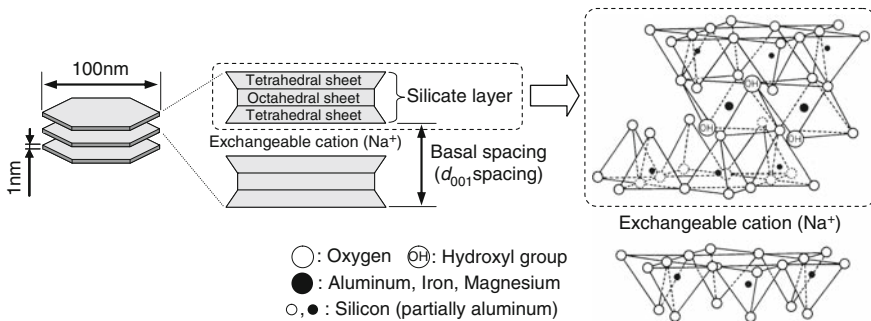 100nm
1nm
Tetrahedral sheet
Octahedral sheet
Tetrahedral sheet
Silicate layer
Exchangeable cation (Na⁺)
Basal spacing
(d₀₀₁spacing)
OH
OH
OH
Exchangeable cation (Na⁺)
: Oxygen OH : Hydroxyl group
: Aluminum, Iron, Magnesium
, : Silicon (partially aluminum)